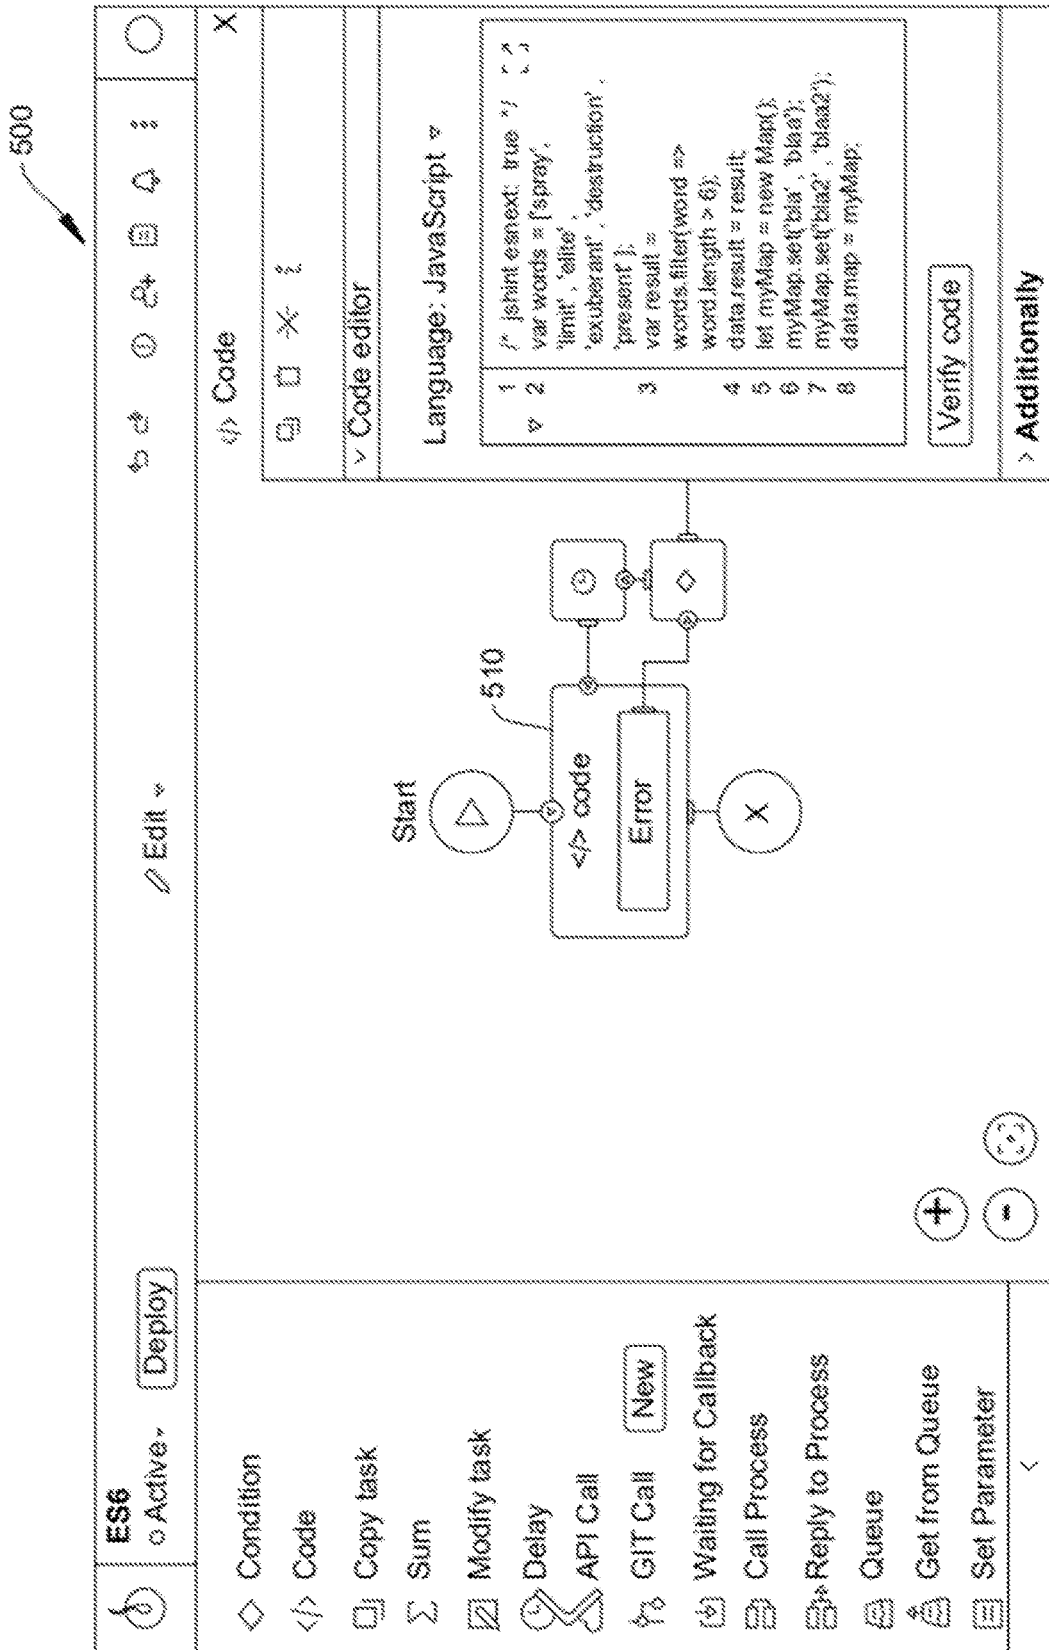 500
ES6
Active
Deploy
Edit
Condition
Code
Copy task
Sum
Modify task
Delay
API Call
GIT Call New
Waiting for Callback
Call Process
Reply to Process
Queue
Get from Queue
Set Parameter
Start
</> code
510
Error
X
+
-
</> Code X
Code editor
Language: JavaScript
1 /* jshint esnext: true */
2 var words = ['spray',
'limit', 'elite',
'exuberant', 'destruction',
'present'];
3 var result =
words.filter(word =>
word.length > 6);
4 data.result = result;
5 let myMap = new Map();
6 myMap.set('bla', 'blaa');
7 myMap.set('bla2', 'blaa2');
8 data.map = myMap;
Verify code
> Additionally